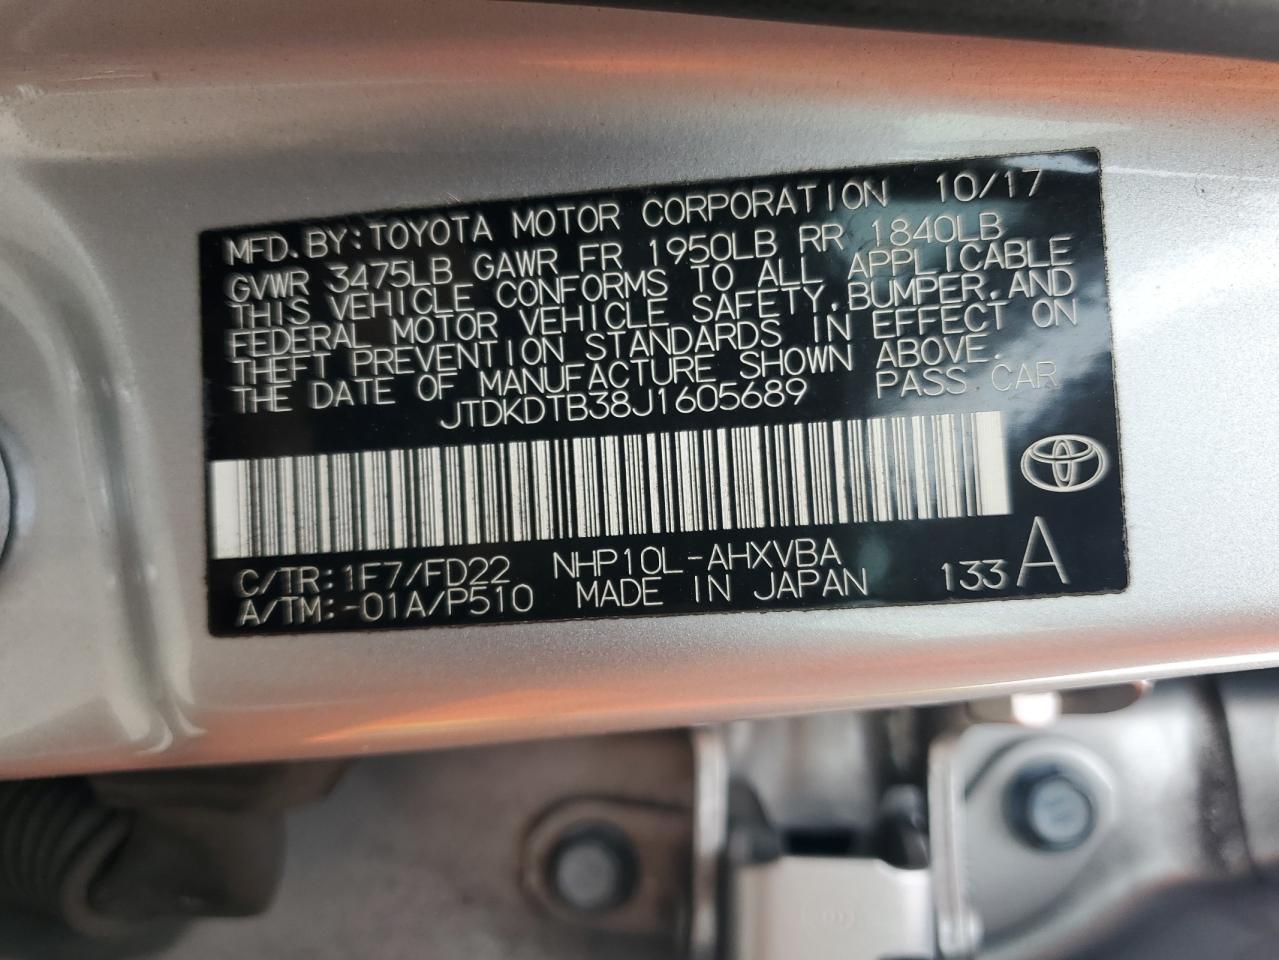 MFD.BY:TOYOTA MOTOR CORPORATION 10/17
GVWR 3475LB GAWR FR 1950LB RR 1840LB
THIS VEHICLE CONFORMS TO ALL APPLICABLE
FEDERAL MOTOR VEHICLE SAFETY,BUMPER,AND
THEFT PREVENTION STANDARDS IN EFFECT ON
THE DATE OF MANUFACTURE SHOWN ABOVE.
JTDKDTB38J1605689 PASS CAR
C/TR:1F7/FD22 NHP10L-AHXVBA
A/TM:-01A/P510 MADE IN JAPAN 133A